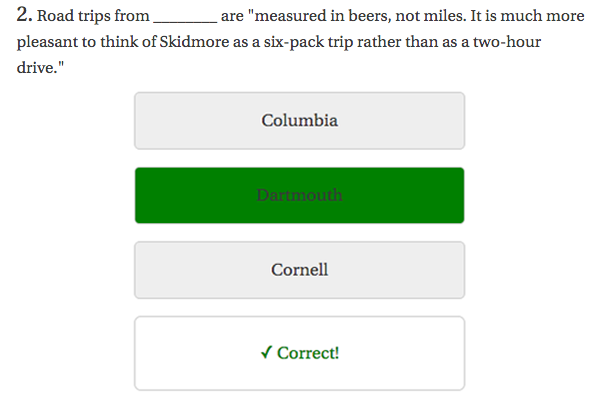 2. Road trips from ________ are "measured in beers, not miles. It is much more
pleasant to think of Skidmore as a six-pack trip rather than as a two-hour
drive."
Columbia
Dartmouth
Cornell
✓ Correct!